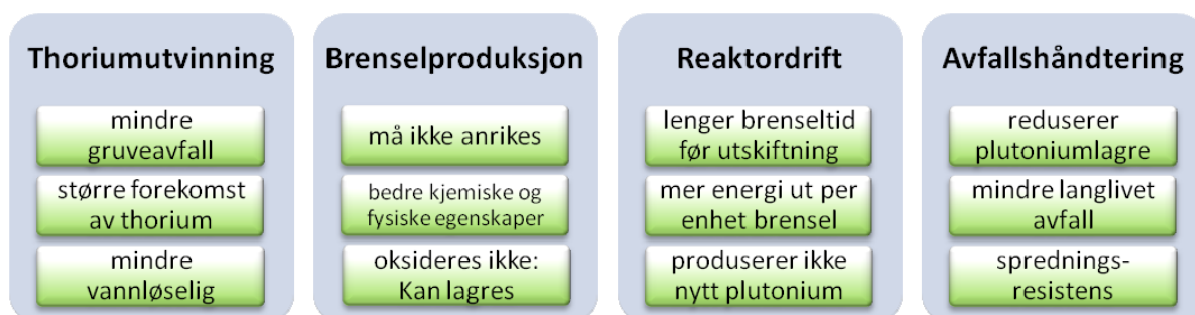 Thoriumutvinning
mindre
gruveavfall
større forekomst
av thorium
mindre
vannløselig
Brenselproduksjon
må ikke anrikes
bedre kjemiske og
fysiske egenskaper
oksideres ikke:
Kan lagres
Reaktordrift
lenger brenseltid
før utskiftning
mer energi ut per
enhet brensel
produserer ikke
nytt plutonium
Avfallshåndtering
reduserer
plutoniumlagre
mindre langlivet
avfall
sprednings-
resistens